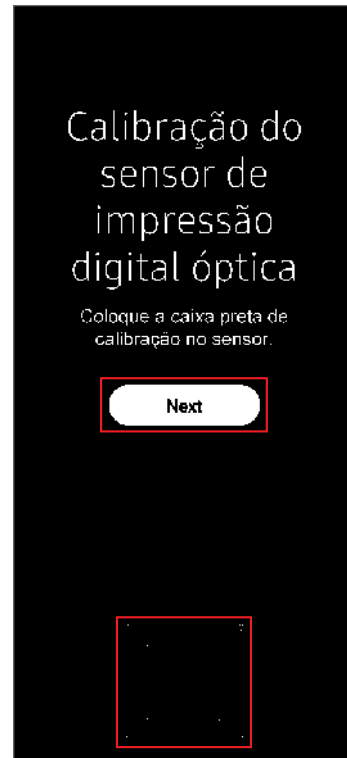 Calibração do
sensor de
impressão
digital óptica
Coloque a caixa preta de
calibração no sensor.
Next